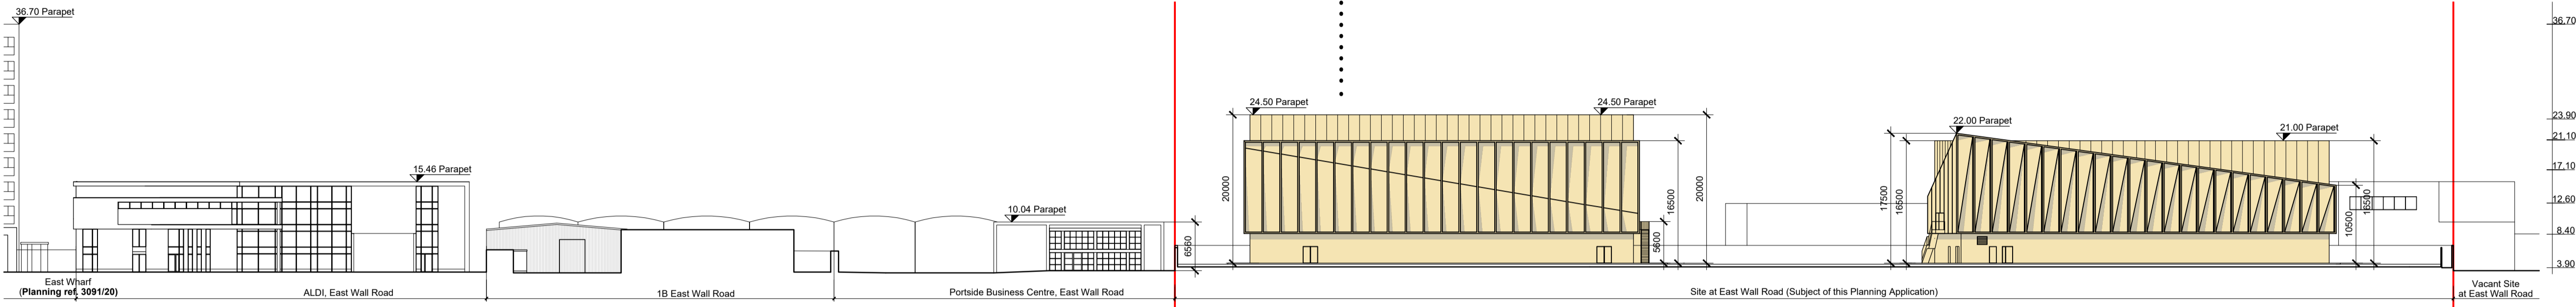 36.70 Parapet
15.46 Parapet
10.04 Parapet
6560
24.50 Parapet
24.50 Parapet
20000
5600
16500
20000
22.00 Parapet
21.00 Parapet
17500
16500
10500
16500
36.70
23.90
21.10
17.10
12.60
8.40
3.90
East Wharf
(Planning ref. 3091/20)
ALDI, East Wall Road
1B East Wall Road
Portside Business Centre, East Wall Road
Site at East Wall Road (Subject of this Planning Application)
Vacant Site
at East Wall Road